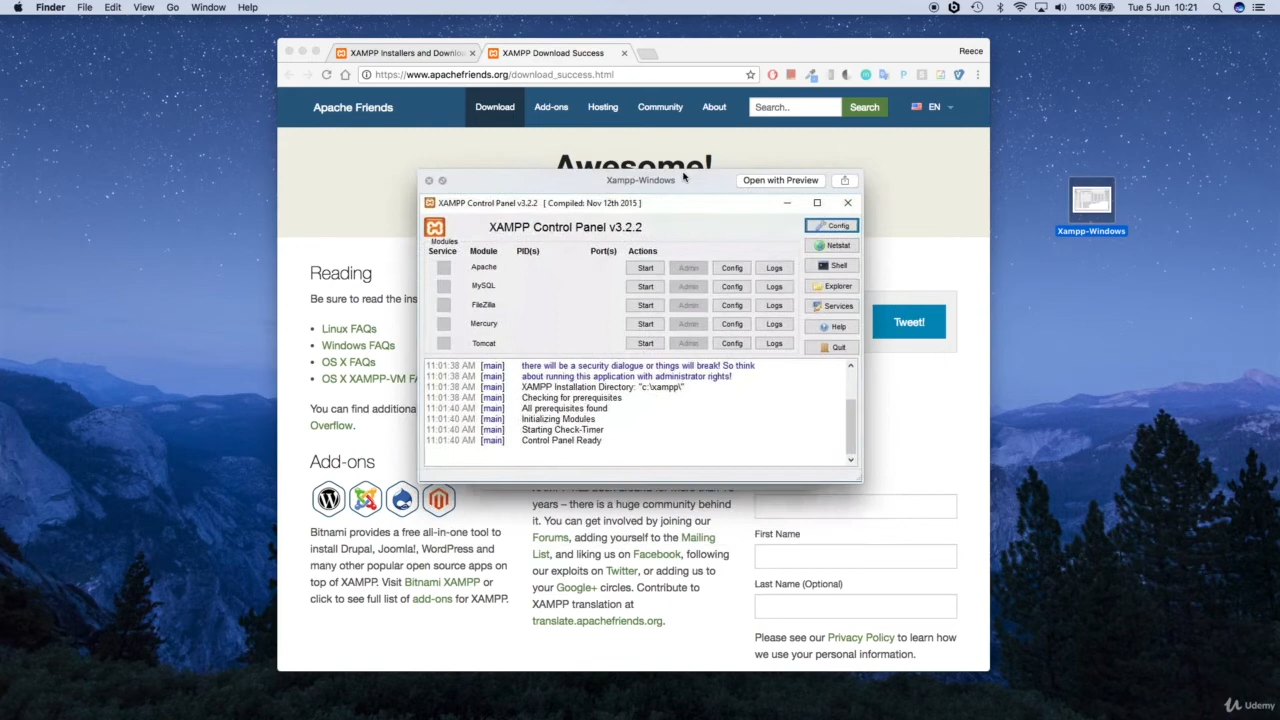 Finder File Edit View Go Window Help 100% Tue 5 Jun 10:21
XAMPP Installers and Downloa XAMPP Download Success Reece
https://www.apachefriends.org/download_success.html
Apache Friends Download Add-ons Hosting Community About Search.. Search EN
Awesome!
Xampp-Windows Open with Preview
XAMPP Control Panel v3.2.2 [ Compiled: Nov 12th 2015 ]
XAMPP Control Panel v3.2.2 Config
Modules
Service Module PID(s) Port(s) Actions Netstat
Apache Start Admin Config Logs Shell
MySQL Start Admin Config Logs Explorer
FileZilla Start Admin Config Logs Services
Mercury Start Admin Config Logs Help
Tomcat Start Admin Config Logs Quit
11:01:38 AM [main] there will be a security dialogue or things will break! So think
11:01:38 AM [main] about running this application with administrator rights!
11:01:38 AM [main] XAMPP Installation Directory: "c:\xampp\"
11:01:38 AM [main] Checking for prerequisites
11:01:40 AM [main] All prerequisites found
11:01:40 AM [main] Initializing Modules
11:01:40 AM [main] Starting Check-Timer
11:01:40 AM [main] Control Panel Ready
Xampp-Windows
Reading
Be sure to read the ins
Linux FAQs
Windows FAQs
OS X FAQs
OS X XAMPP-VM FA
You can find additiona
Overflow.
Tweet!
Add-ons
Bitnami provides a free all-in-one tool to
install Drupal, Joomla!, WordPress and
many other popular open source apps on
top of XAMPP. Visit Bitnami XAMPP or
click to see full list of add-ons for XAMPP.
years – there is a huge community behind
it. You can get involved by joining our
Forums, adding yourself to the Mailing
List, and liking us on Facebook, following
our exploits on Twitter, or adding us to
your Google+ circles. Contribute to
XAMPP translation at
translate.apachefriends.org.
First Name
Last Name (Optional)
Please see our Privacy Policy to learn how
we use your personal information.
Udemy